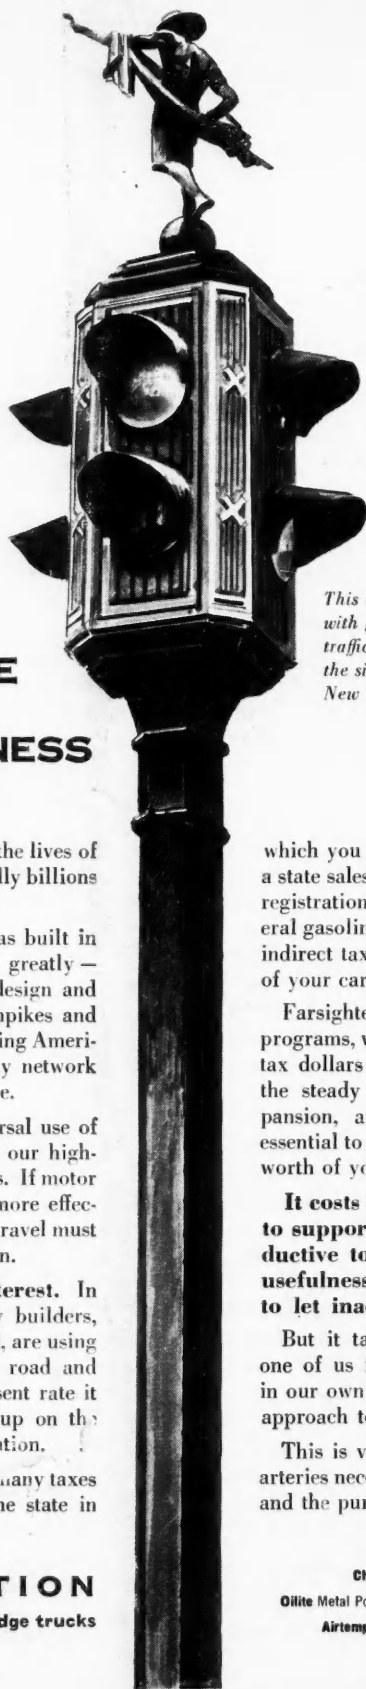 E
NESS
the lives of
lly billions
as built in
greatly —
design and
npikes and
ing Ameri-
y network
e.
rsal use of
our high-
s. If motor
more effec-
ravel must
n.
erest. In
y builders,
, are using
road and
sent rate it
up on the
ation.
many taxes
he state in
TION
dge trucks
This
with
traffic
the si
New
which you
a state sales
registration
eral gasolin
indirect tax
of your car
Farsighte
programs, w
tax dollars
the steady
pansion, a
essential to
worth of yo
It costs
to suppor
ductive to
usefulness
to let ina
But it ta
one of us
in our own
approach to
This is v
arteries nec
and the pur
Ch
Oilite Metal Po
Airtemp